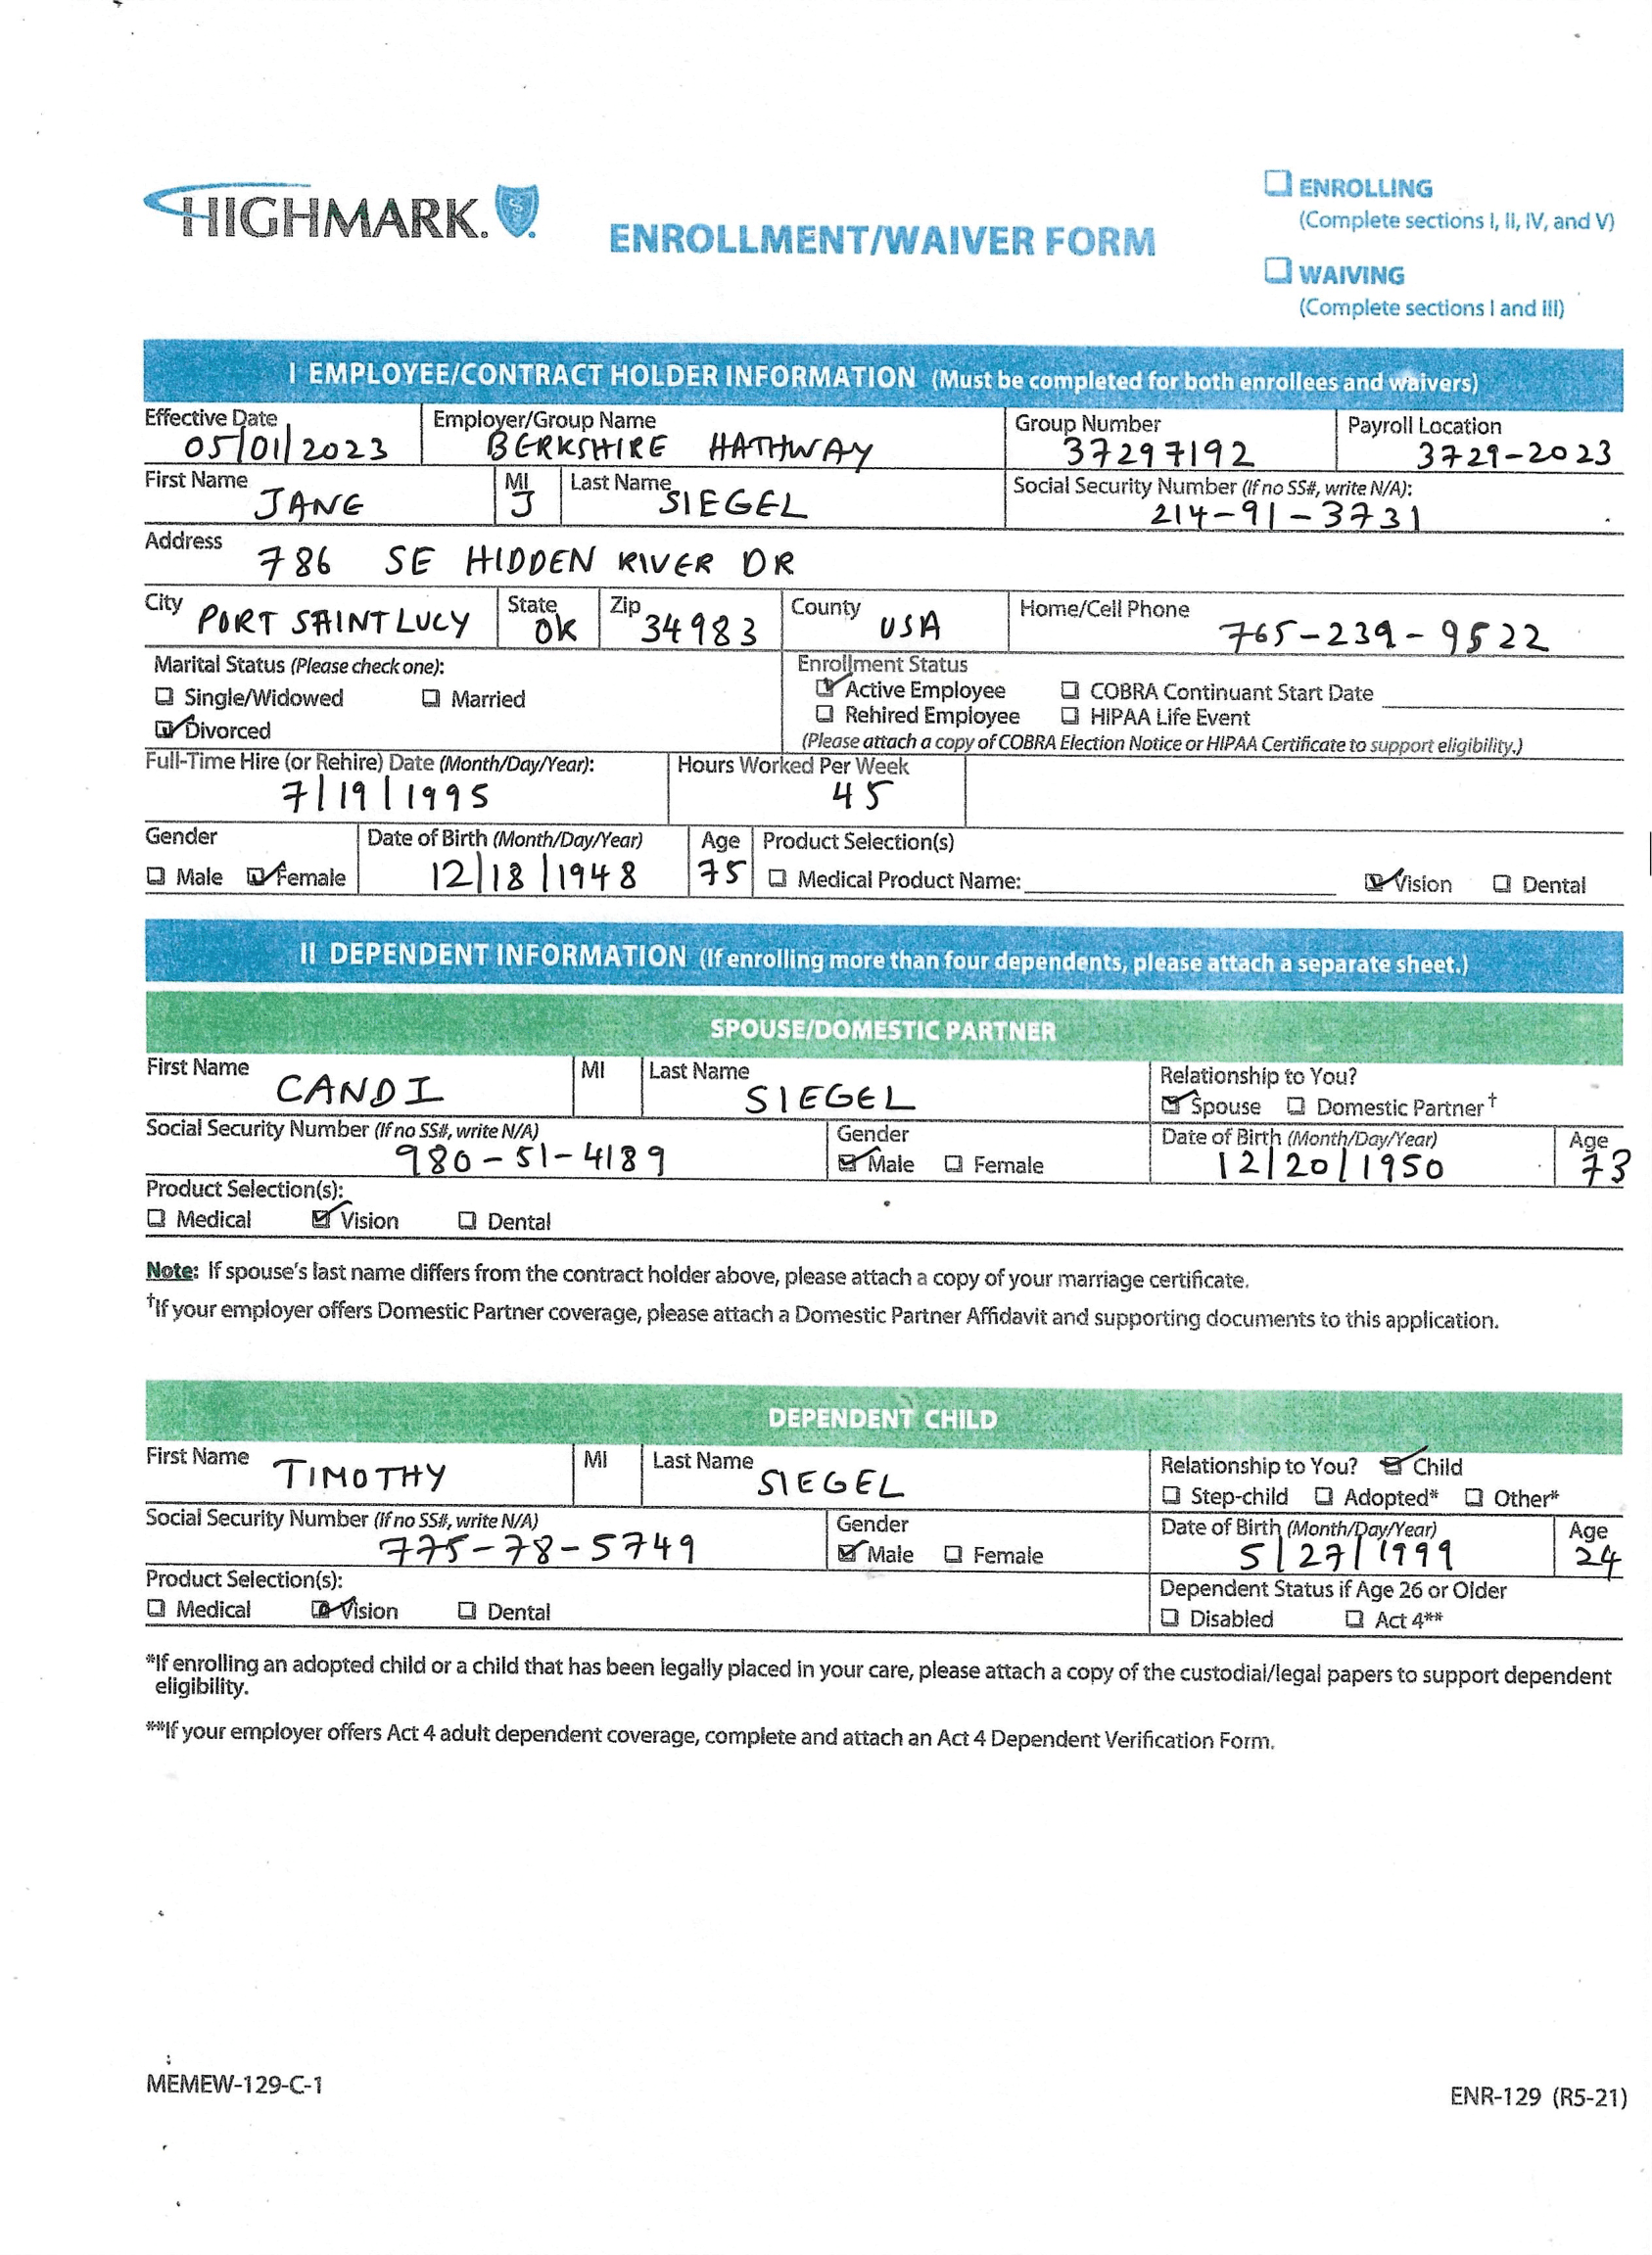 HIGHMARK.
ENROLLMENT/WAIVER FORM
ENROLLING
(Complete sections I, II, IV, and V)
WAIVING
(Complete sections I and III)
I EMPLOYEE/CONTRACT HOLDER INFORMATION (Must be completed for both enrollees and waivers)
Effective Date Employer/Group Name Group Number Payroll Location
05/01/2023 BERKSHIRE HATHWAY 37297192 3729-2023
First Name MI Last Name Social Security Number (If no SS#, write N/A):
JANE J SIEGEL 214-91-3731
Address
786 SE HIDDEN RIVER DR
City State Zip County Home/Cell Phone
PORT SAINT LUCY OK 34983 USA 765-239-9522
Marital Status (Please check one): Enrollment Status
Single/Widowed Married Active Employee COBRA Continuant Start Date
Divorced Rehired Employee HIPAA Life Event
(Please attach a copy of COBRA Election Notice or HIPAA Certificate to support eligibility.)
Full-Time Hire (or Rehire) Date (Month/Day/Year): Hours Worked Per Week
7/19/1995 45
Gender Date of Birth (Month/Day/Year) Age Product Selection(s)
Male Female 12/18/1948 75 Medical Product Name: Vision Dental
II DEPENDENT INFORMATION (If enrolling more than four dependents, please attach a separate sheet.)
SPOUSE/DOMESTIC PARTNER
First Name MI Last Name Relationship to You?
CANDI SIEGEL Spouse Domestic Partner†
Social Security Number (If no SS#, write N/A) Gender Date of Birth (Month/Day/Year) Age
980-51-4189 Male Female 12/20/1950 73
Product Selection(s):
Medical Vision Dental
Note: If spouse's last name differs from the contract holder above, please attach a copy of your marriage certificate.
†If your employer offers Domestic Partner coverage, please attach a Domestic Partner Affidavit and supporting documents to this application.
DEPENDENT CHILD
First Name MI Last Name Relationship to You? Child
TIMOTHY SIEGEL Step-child Adopted* Other*
Social Security Number (If no SS#, write N/A) Gender Date of Birth (Month/Day/Year) Age
775-78-5749 Male Female 5/27/1999 24
Product Selection(s): Dependent Status if Age 26 or Older
Medical Vision Dental Disabled Act 4**
*If enrolling an adopted child or a child that has been legally placed in your care, please attach a copy of the custodial/legal papers to support dependent
eligibility.
**If your employer offers Act 4 adult dependent coverage, complete and attach an Act 4 Dependent Verification Form.
MEMEW-129-C-1
ENR-129 (R5-21)